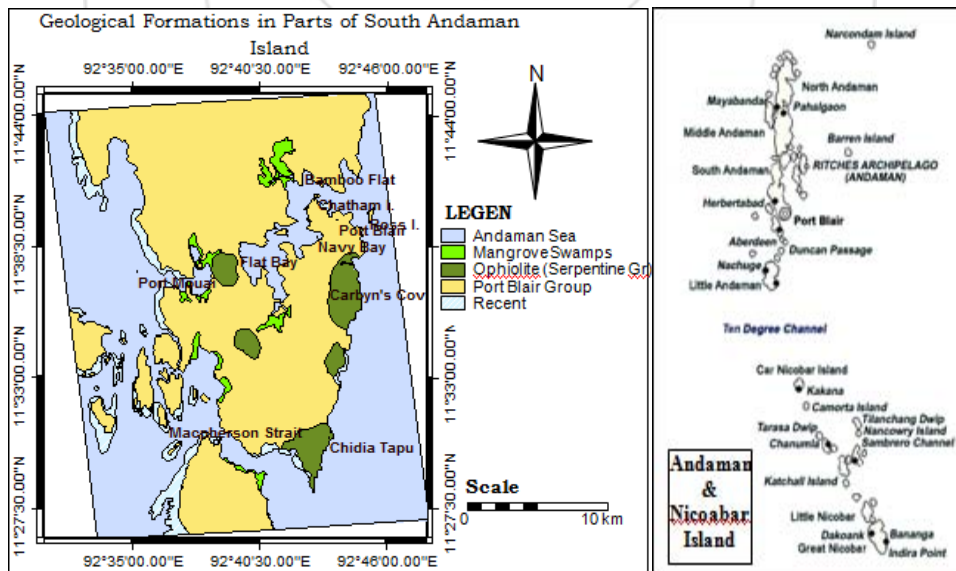 Geological Formations in Parts of South Andaman
Island
92°35'00.00"E 92°40'30.00"E 92°46'00.00"E
11°44'00.00"N
11°38'30.00"N
11°33'00.00"N
11°27'30.00"N
Bamboo Flat
Chatham i.
Ross I.
Port Blair
Navy Bay
Flat Bay
Port Mouai
Carbyn's Cov
Macpherson Strait
Chidia Tapu
92°35'00.00"E 92°40'30.00"E 92°46'00.00"E
11°44'00.00"N
11°38'30.00"N
11°33'00.00"N
11°27'30.00"N
N
LEGEN
Andaman Sea
Mangrove Swamps
Ophiolite (Serpentine Gr)
Port Blair Group
Recent
Scale
0 10 km
Narcondam Island
North Andaman
Mayabandar
Pahalgaon
Middle Andaman
Barren Island
South Andaman
RITCHES ARCHIPELAGO
(ANDAMAN)
Herbertabad
Port Blair
Aberdeen
Duncan Passage
Nachuge
Little Andaman
Ten Degree Channel
Car Nicobar Island
Kakana
Camorta Island
Tilanchang Dwip
Tarasa Dwip
Nancowry Island
Chanumla
Sambrero Channel
Katchall Island
Little Nicobar
Dakoank
Bananga
Great Nicobar
Indira Point
Andaman
&
Nicoabar
Island